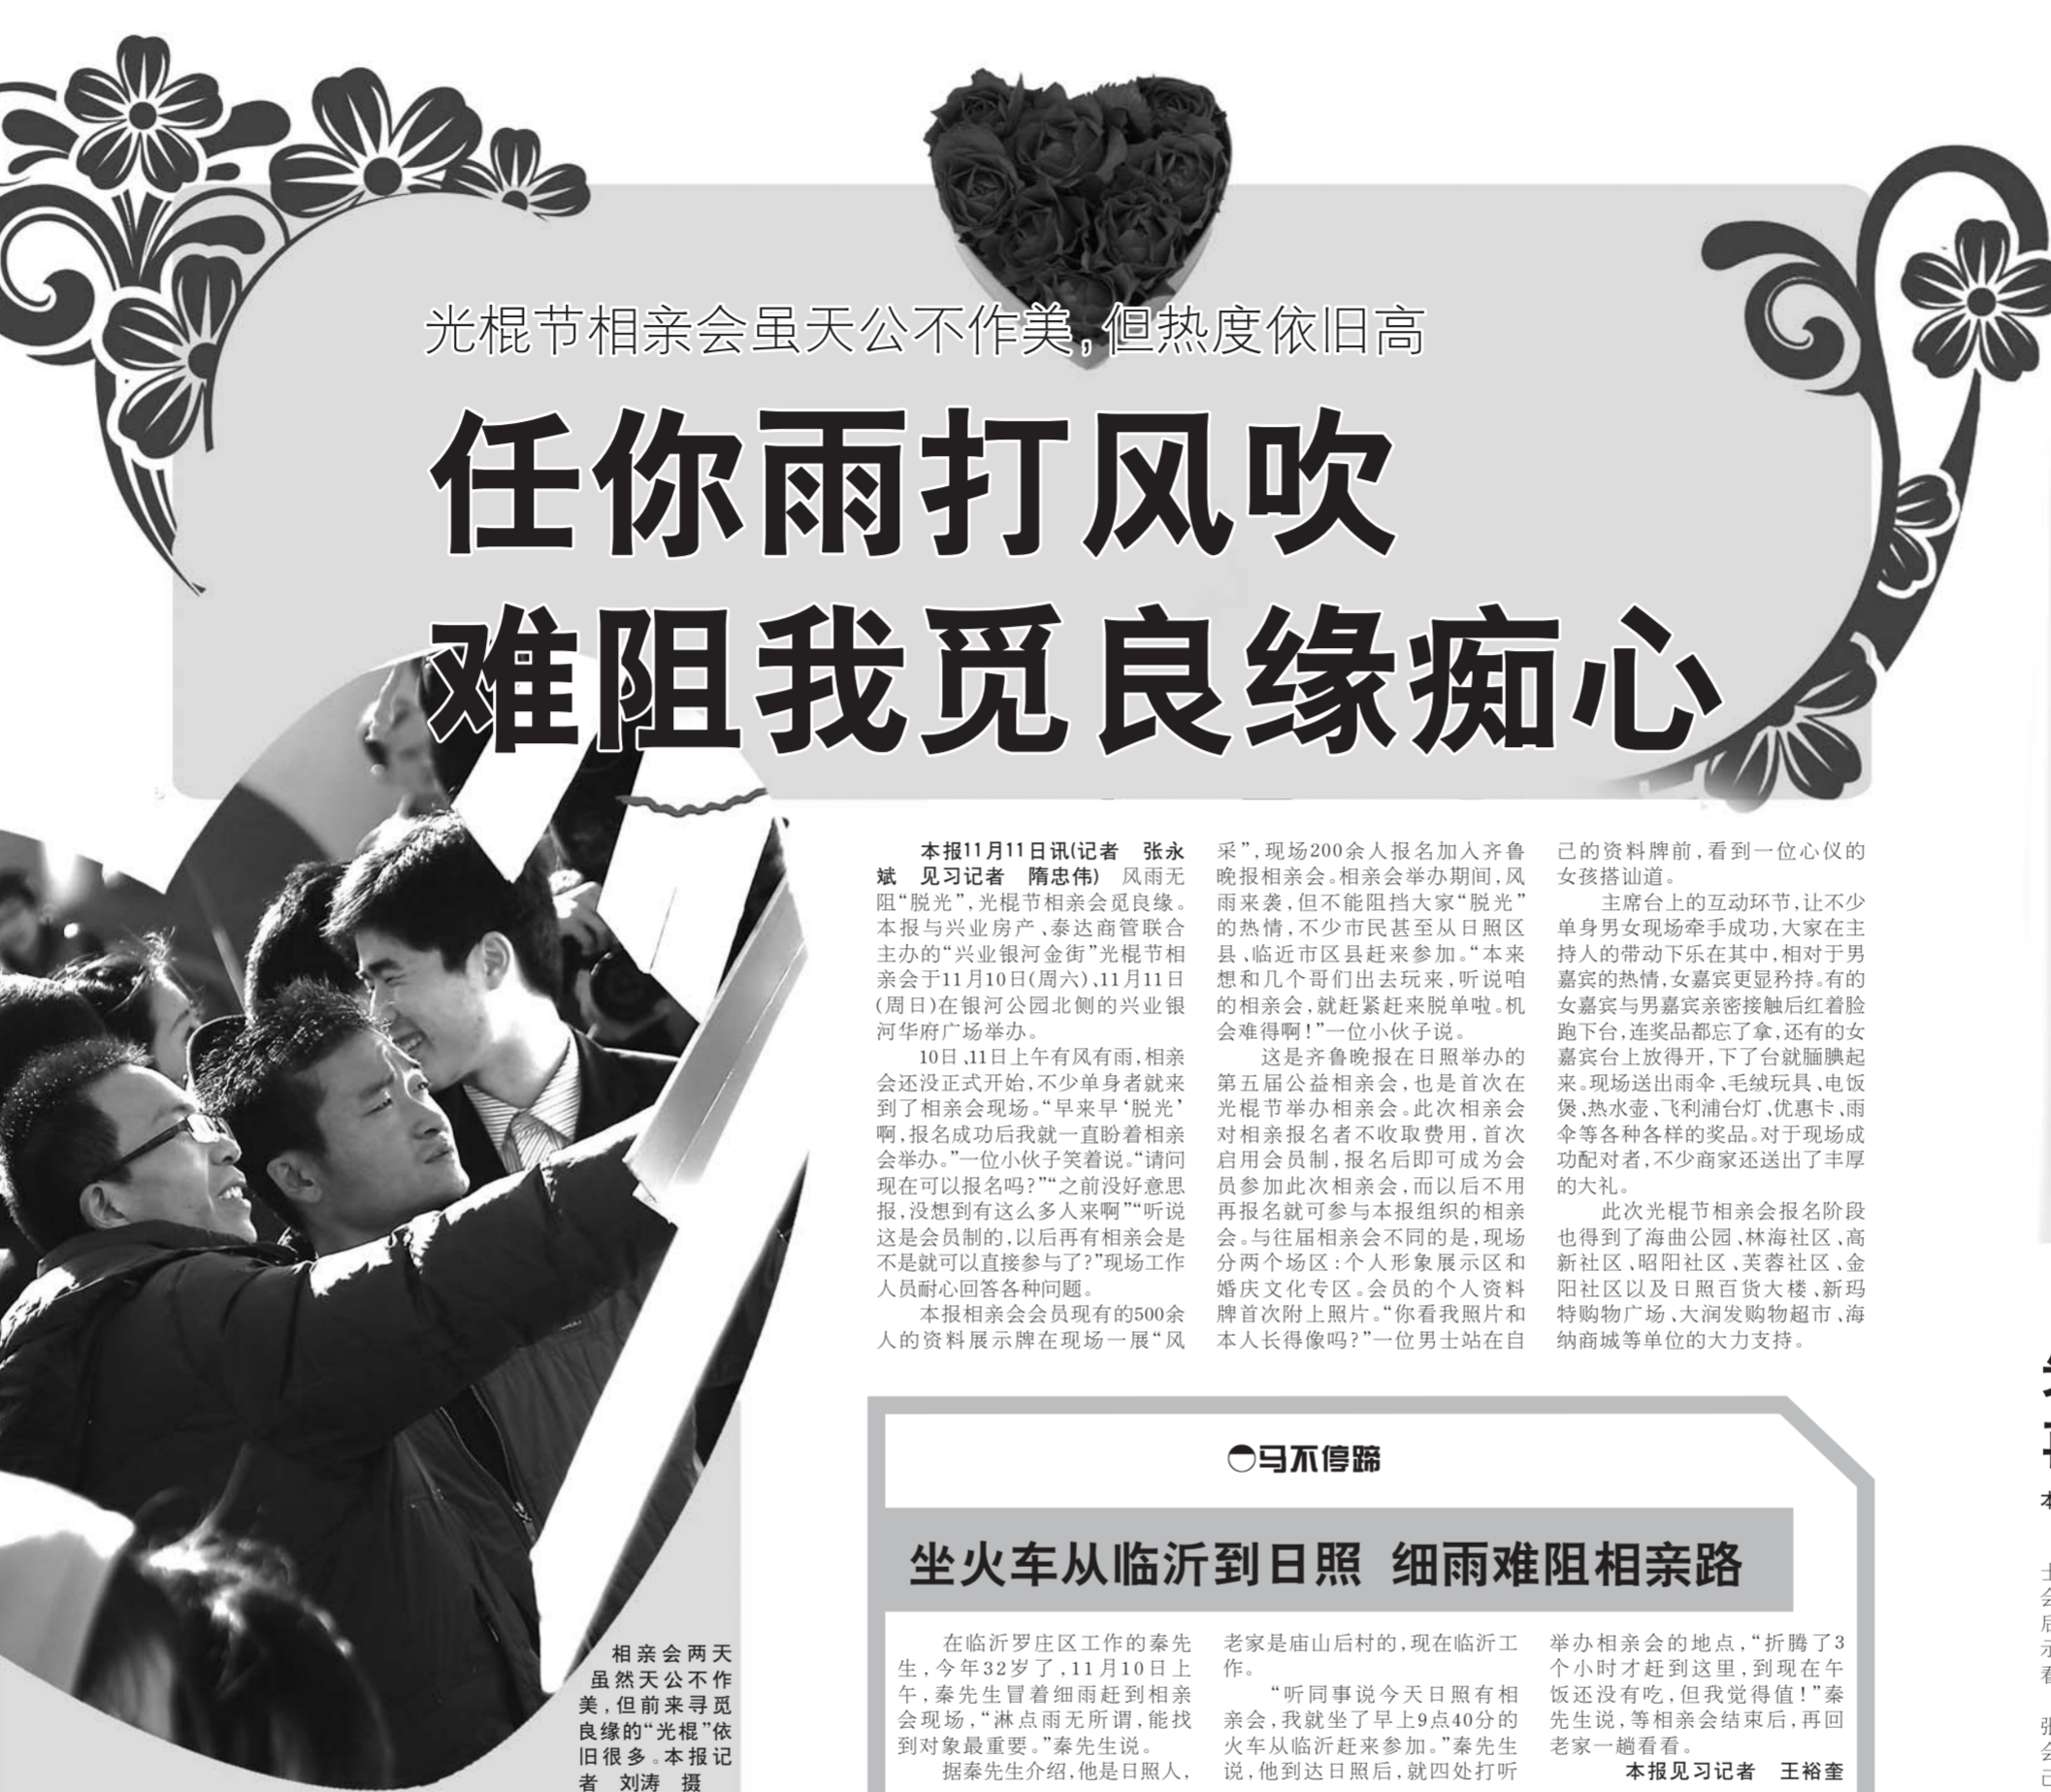 光棍节相亲会虽天公不作美，但热度依旧高
任你雨打风吹
难阻我觅良缘痴心
本报11月11日讯(记者　张永
斌　见习记者　隋忠伟)　风雨无
阻“脱光”，光棍节相亲会觅良缘。
本报与兴业房产、泰达商管联合
主办的“兴业银河金街”光棍节相
亲会于11月10日(周六)、11月11日
(周日)在银河公园北侧的兴业银
河华府广场举办。
10日、11日上午有风有雨，相亲
会还没正式开始，不少单身者就来
到了相亲会现场。“早来早‘脱光’
啊，报名成功后我就一直盼着相亲
会举办。”一位小伙子笑着说。“请问
现在可以报名吗？”“之前没好意思
报，没想到有这么多人来啊”“听说
这是会员制的，以后再有相亲会是
不是就可以直接参与了？”现场工作
人员耐心回答各种问题。
本报相亲会会员现有的500余
人的资料展示牌在现场一展“风
采”，现场200余人报名加入齐鲁
晚报相亲会。相亲会举办期间，风
雨来袭，但不能阻挡大家“脱光”
的热情，不少市民甚至从日照区
县、临近市区县赶来参加。“本来
想和几个哥们出去玩来，听说咱
的相亲会，就赶紧赶来脱单啦。机
会难得啊！”一位小伙子说。
这是齐鲁晚报在日照举办的
第五届公益相亲会，也是首次在
光棍节举办相亲会。此次相亲会
对相亲报名者不收取费用，首次
启用会员制，报名后即可成为会
员参加此次相亲会，而以后不用
再报名就可参与本报组织的相亲
会。与往届相亲会不同的是，现场
分两个场区：个人形象展示区和
婚庆文化专区。会员的个人资料
牌首次附上照片。“你看我照片和
本人长得像吗？”一位男士站在自
己的资料牌前，看到一位心仪的
女孩搭讪道。
主席台上的互动环节，让不少
单身男女现场牵手成功，大家在主
持人的带动下乐在其中，相对于男
嘉宾的热情，女嘉宾更显矜持。有的
女嘉宾与男嘉宾亲密接触后红着脸
跑下台，连奖品都忘了拿，还有的女
嘉宾台上放得开，下了台就腼腆起
来。现场送出雨伞、毛绒玩具、电饭
煲、热水壶、飞利浦台灯、优惠卡、雨
伞等各种各样的奖品。对于现场成
功配对者，不少商家还送出了丰厚
的大礼。
此次光棍节相亲会报名阶段
也得到了海曲公园、林海社区、高
新社区、昭阳社区、芙蓉社区、金
阳社区以及日照百货大楼、新玛
特购物广场、大润发购物超市、海
纳商城等单位的大力支持。
相亲会两天
虽然天公不作
美，但前来寻觅
良缘的“光棍”依
旧很多。本报记
者　刘涛　摄
马不停蹄
坐火车从临沂到日照　细雨难阻相亲路
在临沂罗庄区工作的秦先
生，今年32岁了，11月10日上
午，秦先生冒着细雨赶到相亲
会现场，“淋点雨无所谓，能找
到对象最重要。”秦先生说。
据秦先生介绍，他是日照人，
老家是庙山后村的，现在临沂工
作。
“听同事说今天日照有相
亲会，我就坐了早上9点40分的
火车从临沂赶来参加。”秦先生
说，他到达日照后，就四处打听
举办相亲会的地点，“折腾了3
个小时才赶到这里，到现在午
饭还没有吃，但我觉得值！”秦
先生说，等相亲会结束后，再回
老家一趟看看。
本报见习记者　王裕奎